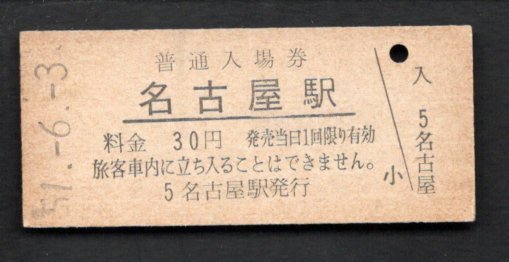 51.-6.-3
普通入場券
名古屋駅
料金 30円 発売当日1回限り有効
旅客車内に立ち入ることはできません。
5 名古屋駅発行
小
入
5名古屋